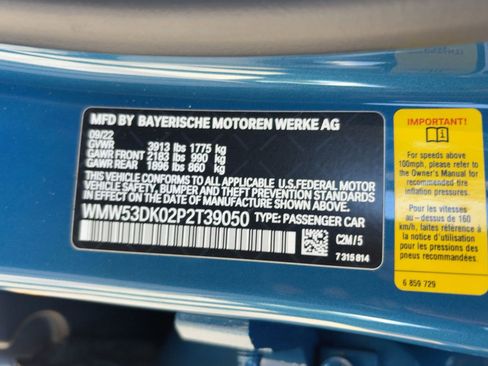 MFD BY BAYERISCHE MOTOREN WERKE AG
09/22
GVWR 3913 lbs 1775 kg
GAWR FRONT 2183 lbs 990 kg
GAWR REAR 1896 lbs 860 kg
THIS VEHICLE CONFORMS TO ALL APPLICABLE U.S.FEDERAL MOTOR
VEHICLE SAFETY, BUMPER AND THEFT PREVENTION STANDARDS
IN EFFECT ON THE DATE OF MANUFACTURE SHOWN ABOVE.
WMW53DK02P2T39050 TYPE: PASSENGER CAR
C2M / 5
7 315 814
IMPORTANT!
For speeds above
100mph, please refer to
the Owner's Manual for
recommended tire
inflation pressures.
Pour les vitesses
au-dessus de 160
km/h, faites référence à
la notice d'utilisation
pour les pressions des
pneus recommandées.
6 859 729